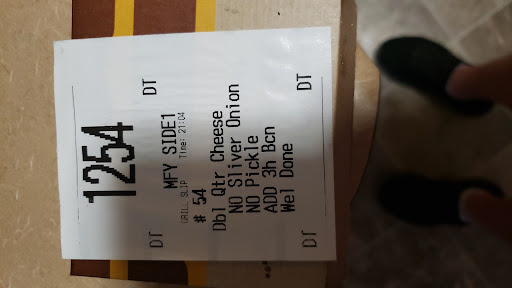 DT DT
1254
MFY SIDE1
GRILL SLIP Time: 21:04
# 54
Dbl Qtr Cheese
NO Sliver Onion
NO Pickle
ADD 3h Bcn
Wel Done
DT DT